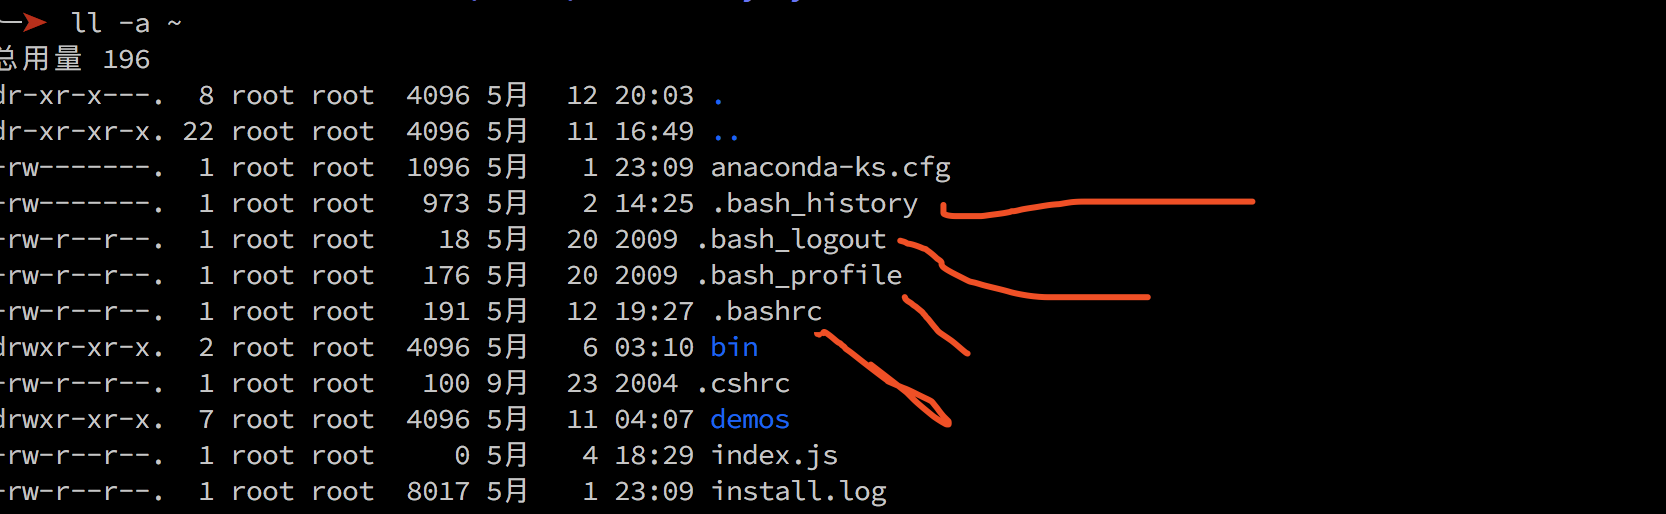 ll -a ~
总用量 196
dr-xr-x---. 8 root root 4096 5月 12 20:03 .
dr-xr-xr-x. 22 root root 4096 5月 11 16:49 ..
-rw-------. 1 root root 1096 5月 1 23:09 anaconda-ks.cfg
-rw-------. 1 root root 973 5月 2 14:25 .bash_history
-rw-r--r--. 1 root root 18 5月 20 2009 .bash_logout
-rw-r--r--. 1 root root 176 5月 20 2009 .bash_profile
-rw-r--r--. 1 root root 191 5月 12 19:27 .bashrc
drwxr-xr-x. 2 root root 4096 5月 6 03:10 bin
-rw-r--r--. 1 root root 100 9月 23 2004 .cshrc
drwxr-xr-x. 7 root root 4096 5月 11 04:07 demos
-rw-r--r--. 1 root root 0 5月 4 18:29 index.js
-rw-r--r--. 1 root root 8017 5月 1 23:09 install.log